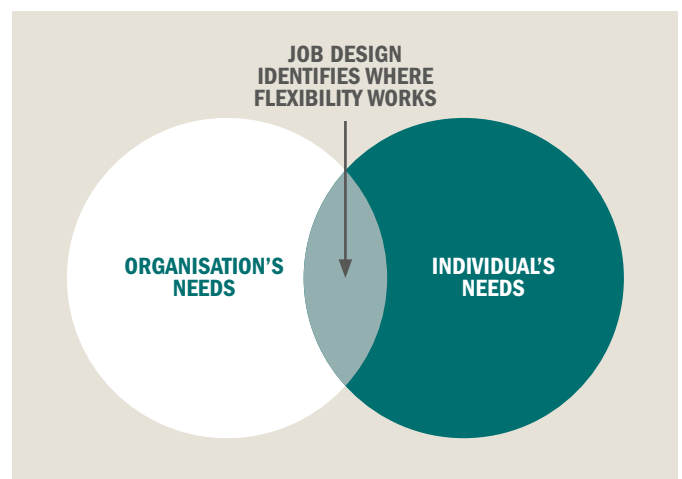 JOB DESIGN
IDENTIFIES WHERE
FLEXIBILITY WORKS
ORGANISATION'S
NEEDS
INDIVIDUAL'S
NEEDS